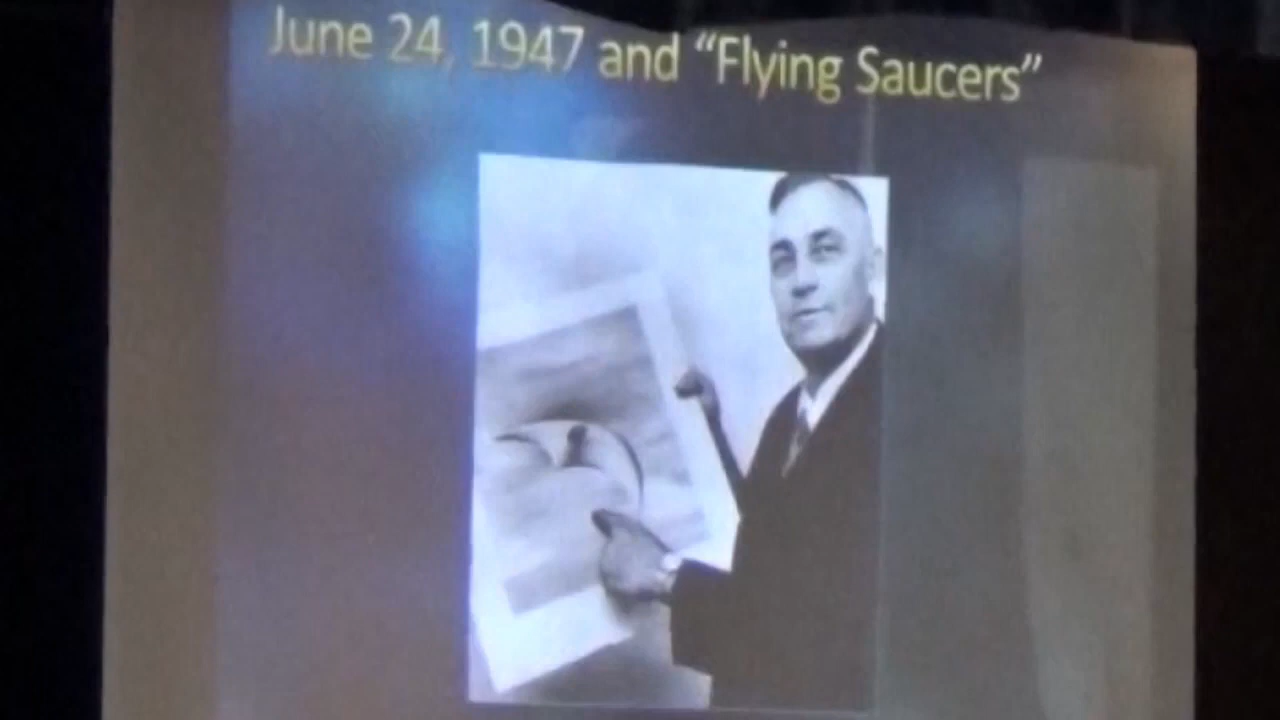 June 24, 1947 and “Flying Saucers”